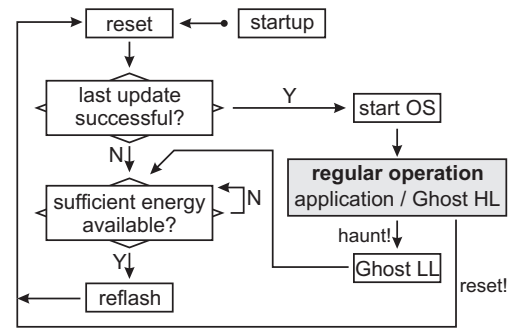 reset
startup
last update
successful?
Y
start OS
N
regular operation
application / Ghost HL
sufficient energy
available?
N
haunt!
Y
Ghost LL
reset!
reflash